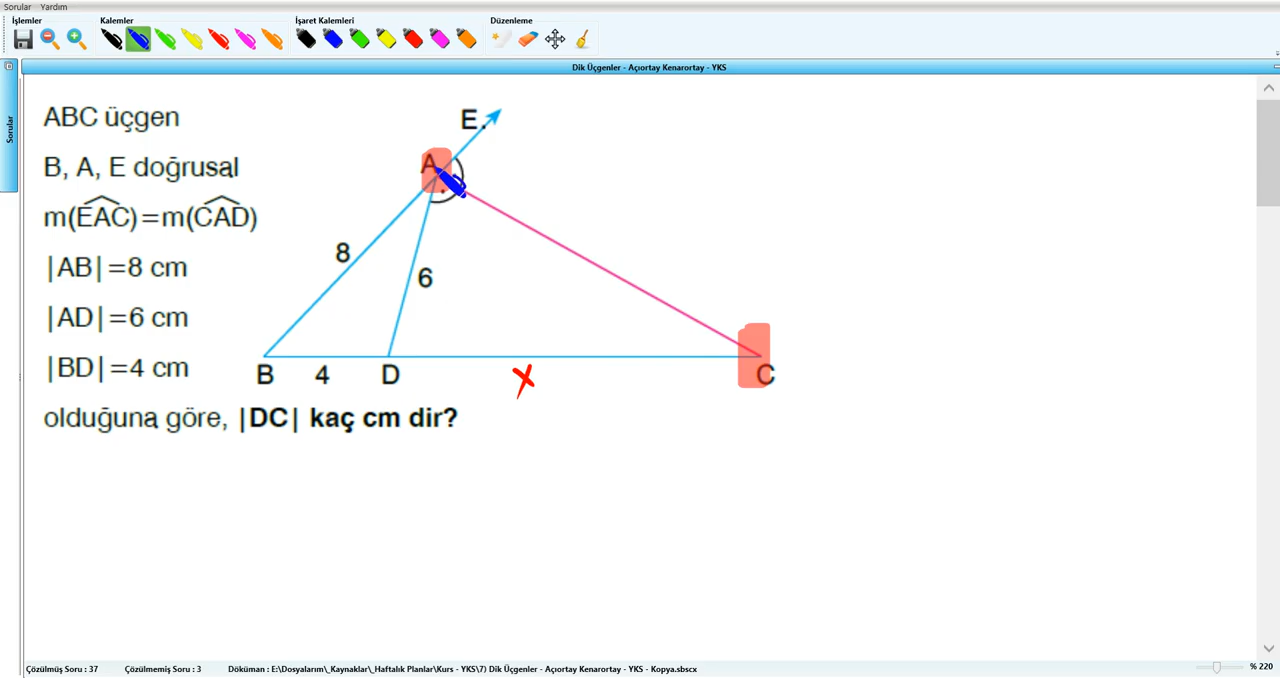 Sorular Yardım
İşlemler Kalemler İşaret Kalemleri Düzenleme
Dik Üçgenler - Açıortay Kenarortay - YKS
Sorular
ABC üçgen
B, A, E doğrusal
m(EAC)=m(CAD)
|AB|=8 cm
|AD|=6 cm
|BD|=4 cm
olduğuna göre, |DC| kaç cm dir?
E
A
8
6
B 4 D x C
Çözülmüş Soru : 37 Çözülmemiş Soru : 3 Döküman : E:\Dosyalarım\_Kaynaklar\_Haftalık Planlar\Kurs - YKS\7) Dik Üçgenler - Açıortay Kenarortay - YKS - Kopya.sbscx % 220